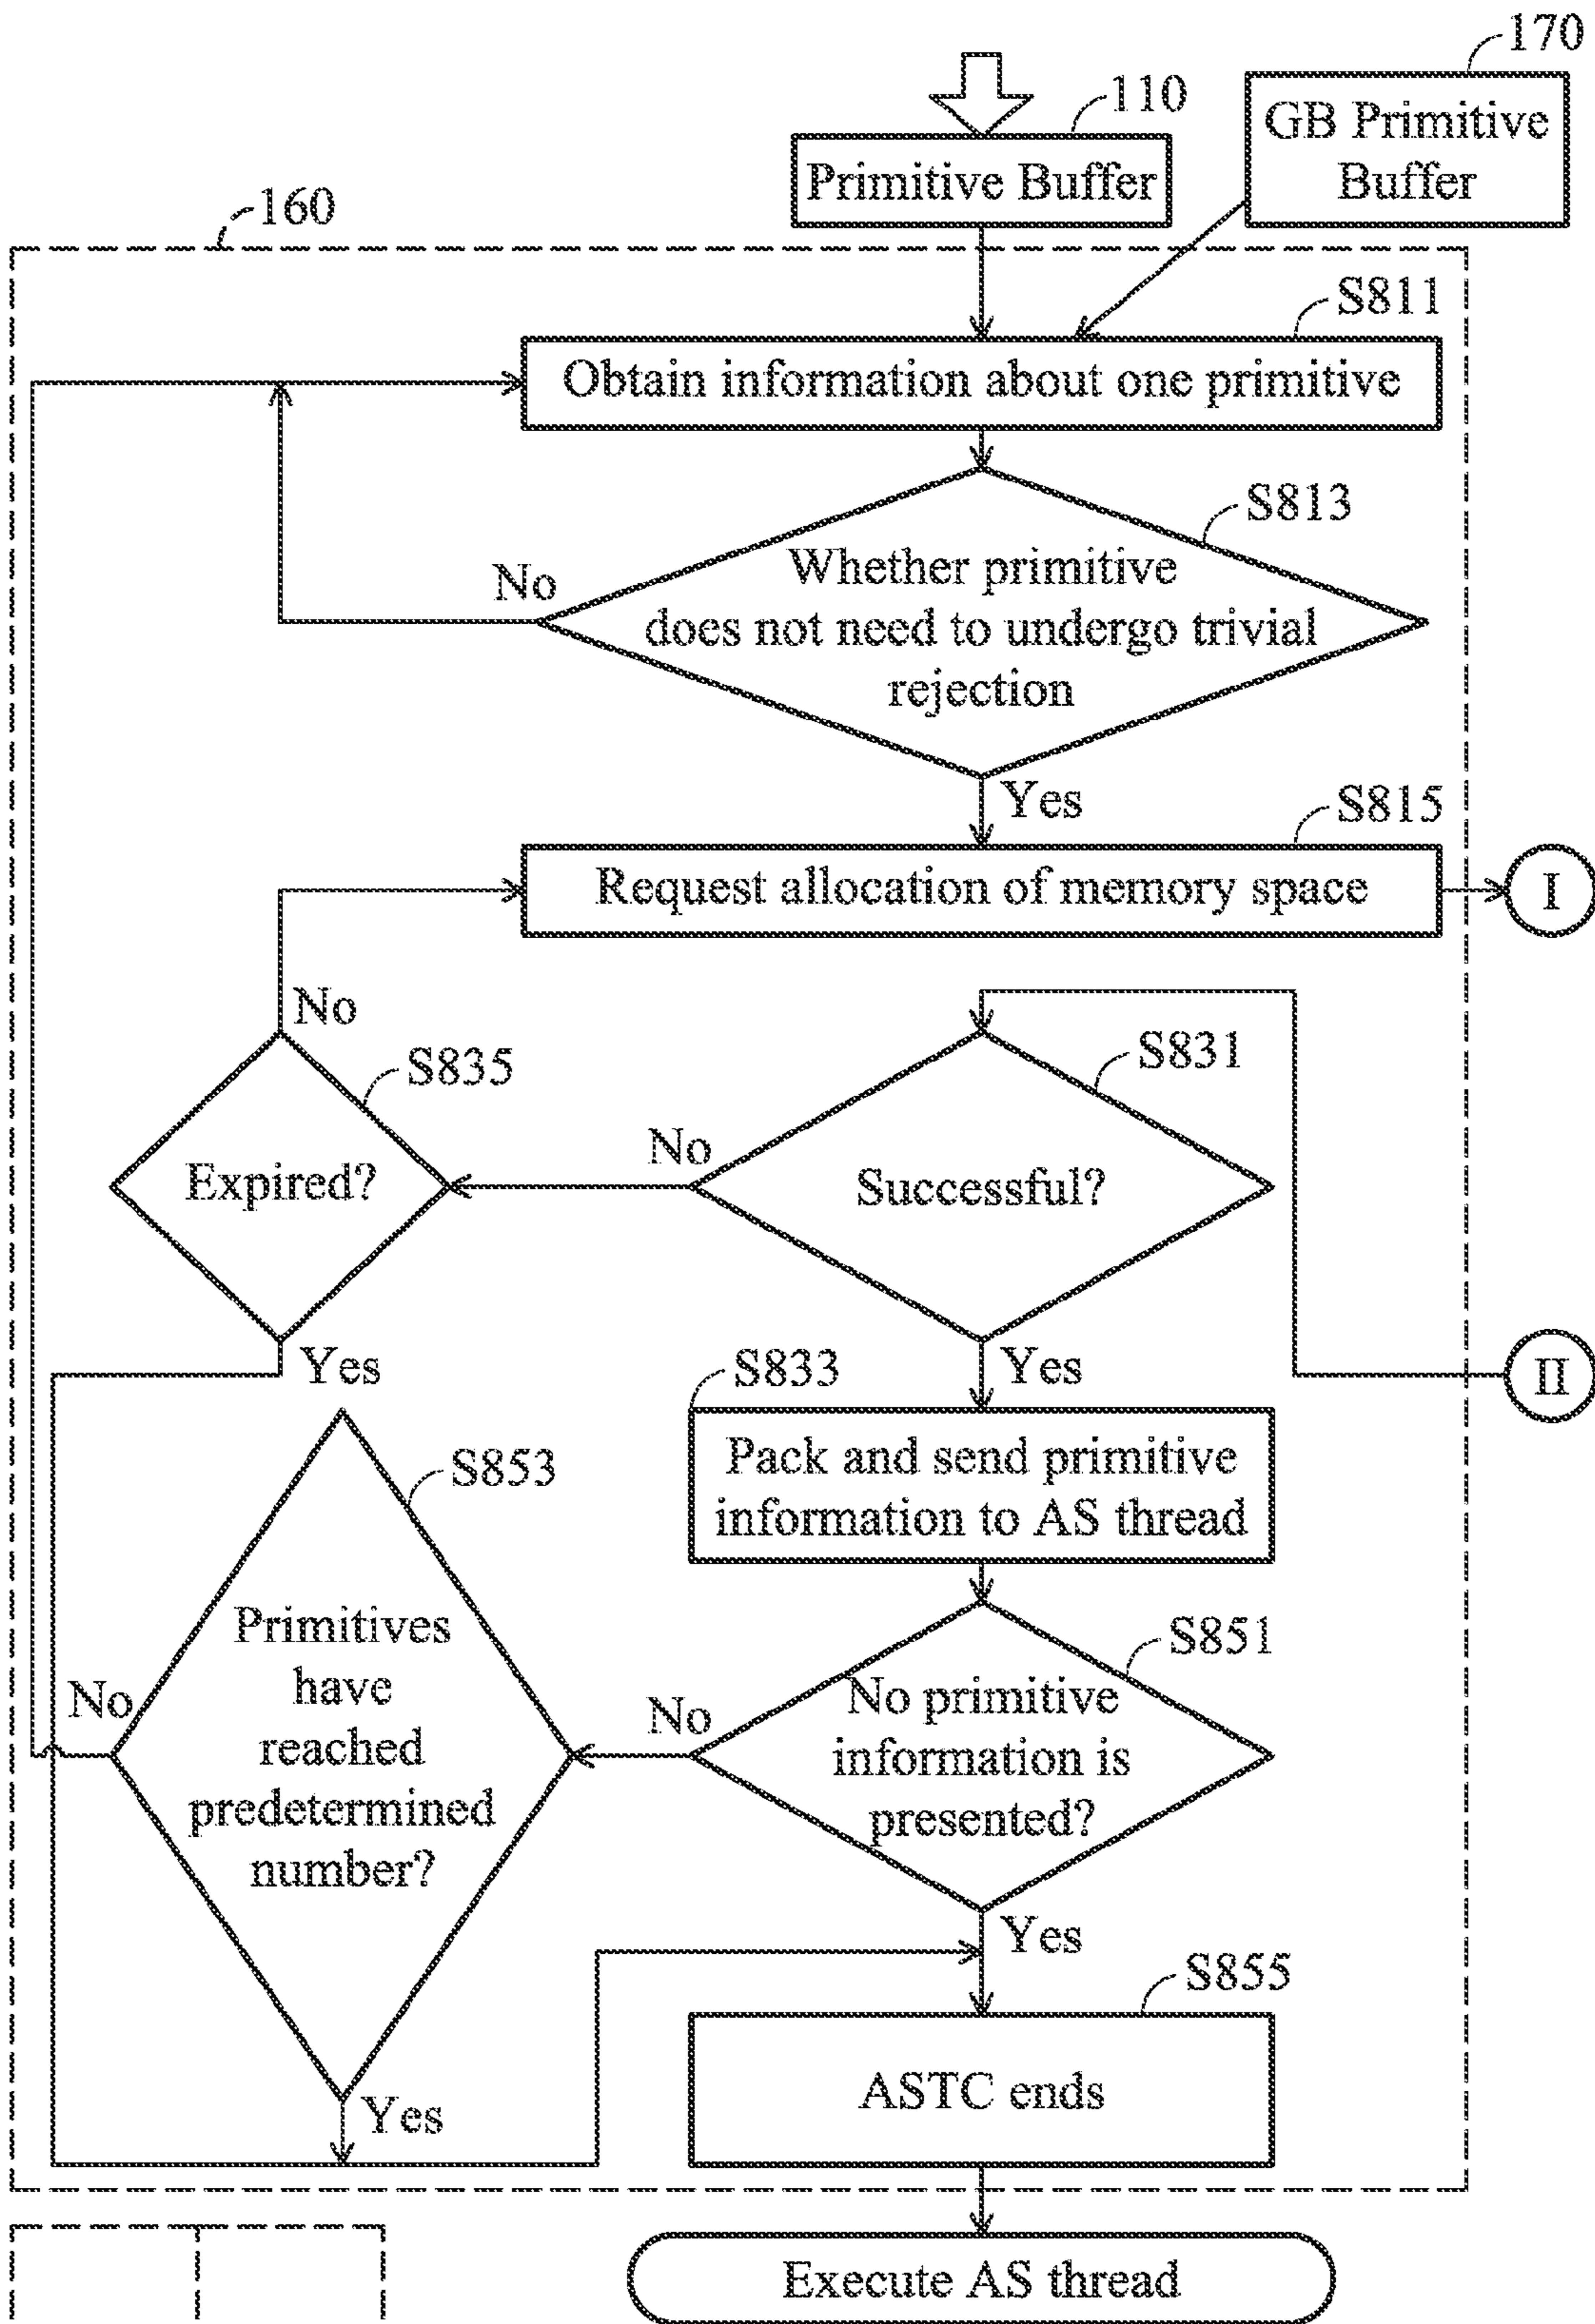 170
110
GB Primitive
Buffer
Primitive Buffer
160
S811
Obtain information about one primitive
S813
No
Whether primitive
does not need to undergo trivial
rejection
Yes
S815
Request allocation of memory space
I
No
S835
S831
Expired?
No
Successful?
Yes
Yes
II
S833
Pack and send primitive
information to AS thread
S853
Primitives
have
reached
predetermined
number?
No
No
S851
No primitive
information is
presented?
Yes
Yes
S855
ASTC ends
Execute AS thread